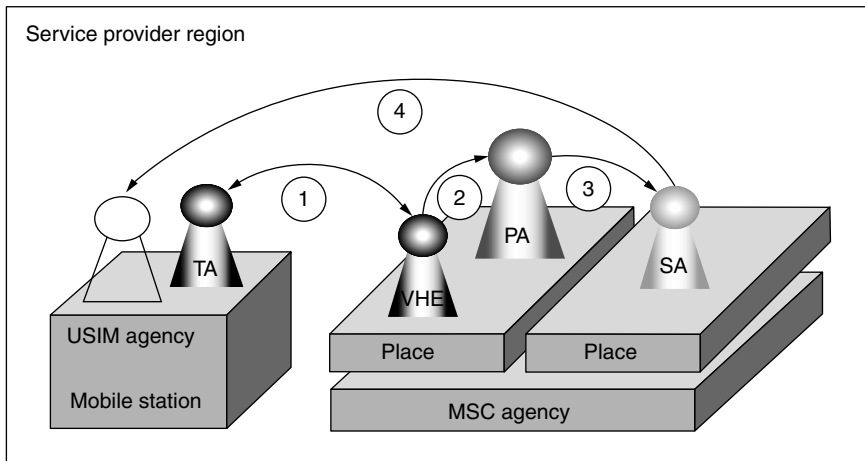 Service provider region
4
1
2
3
PA
TA
SA
VHE
USIM agency
Place
Place
Mobile station
MSC agency